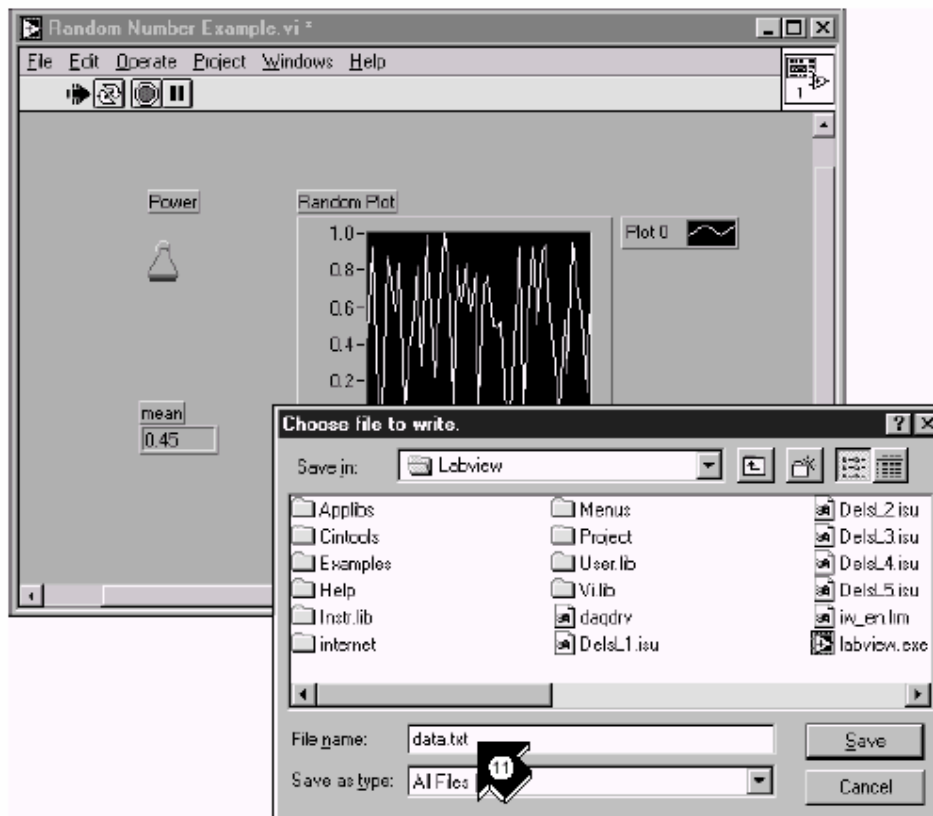 Random Number Example.vi *
File Edit Operate Project Windows Help
1
Power
Random Plot
Plot 0
1.0
0.8
0.6
0.4
0.2
mean
0.45
Choose file to write.
Save in: Labview
Applibs
Cintools
Examples
Help
Instr.lib
internet
Menus
Project
User.lib
Vi.lib
daqdrv
DelsL1.isu
DelsL2.isu
DelsL3.isu
DelsL4.isu
DelsL5.isu
iw_en.lrn
labview.exe
File name: data.txt
Save
Save as type: All Files
11
Cancel